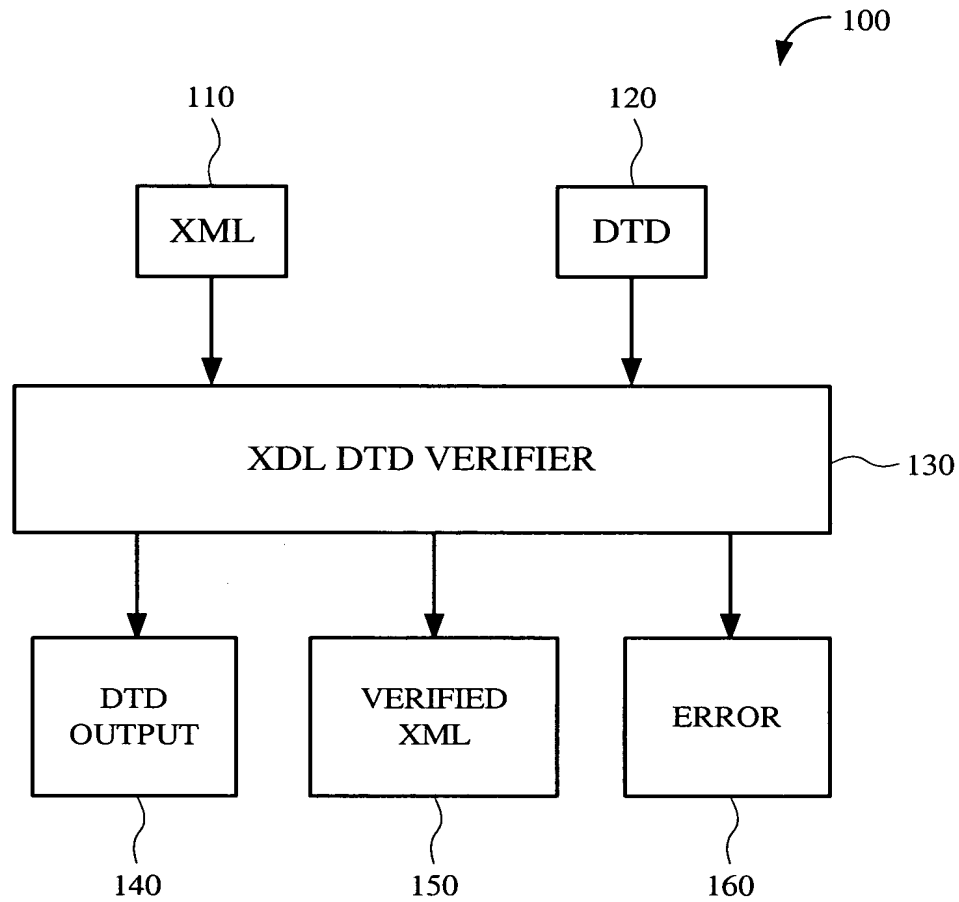 100
110
120
XML
DTD
XDL DTD VERIFIER
130
DTD
OUTPUT
VERIFIED
XML
ERROR
140
150
160